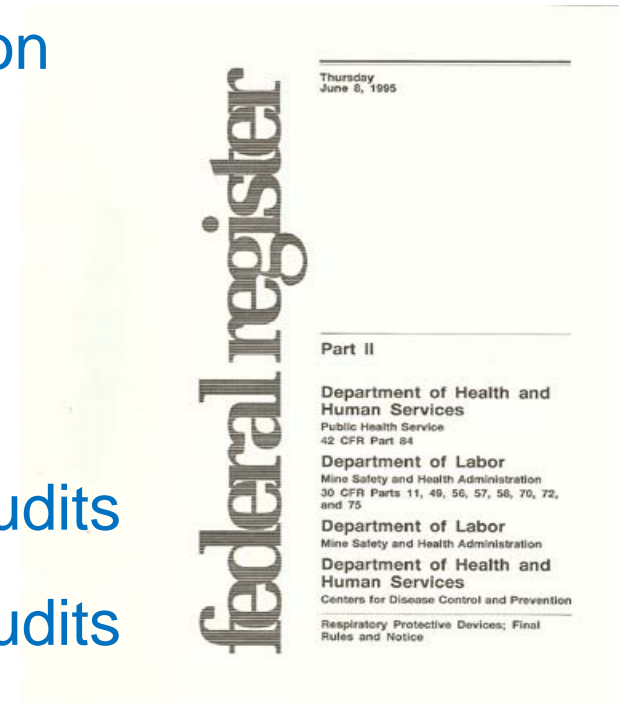 on
udits
udits
federal register
Thursday
June 8, 1995
Part II
Department of Health and
Human Services
Public Health Service
42 CFR Part 84
Department of Labor
Mine Safety and Health Administration
30 CFR Parts 11, 49, 56, 57, 58, 70, 72,
and 75
Department of Labor
Mine Safety and Health Administration
Department of Health and
Human Services
Centers for Disease Control and Prevention
Respiratory Protective Devices; Final
Rules and Notice